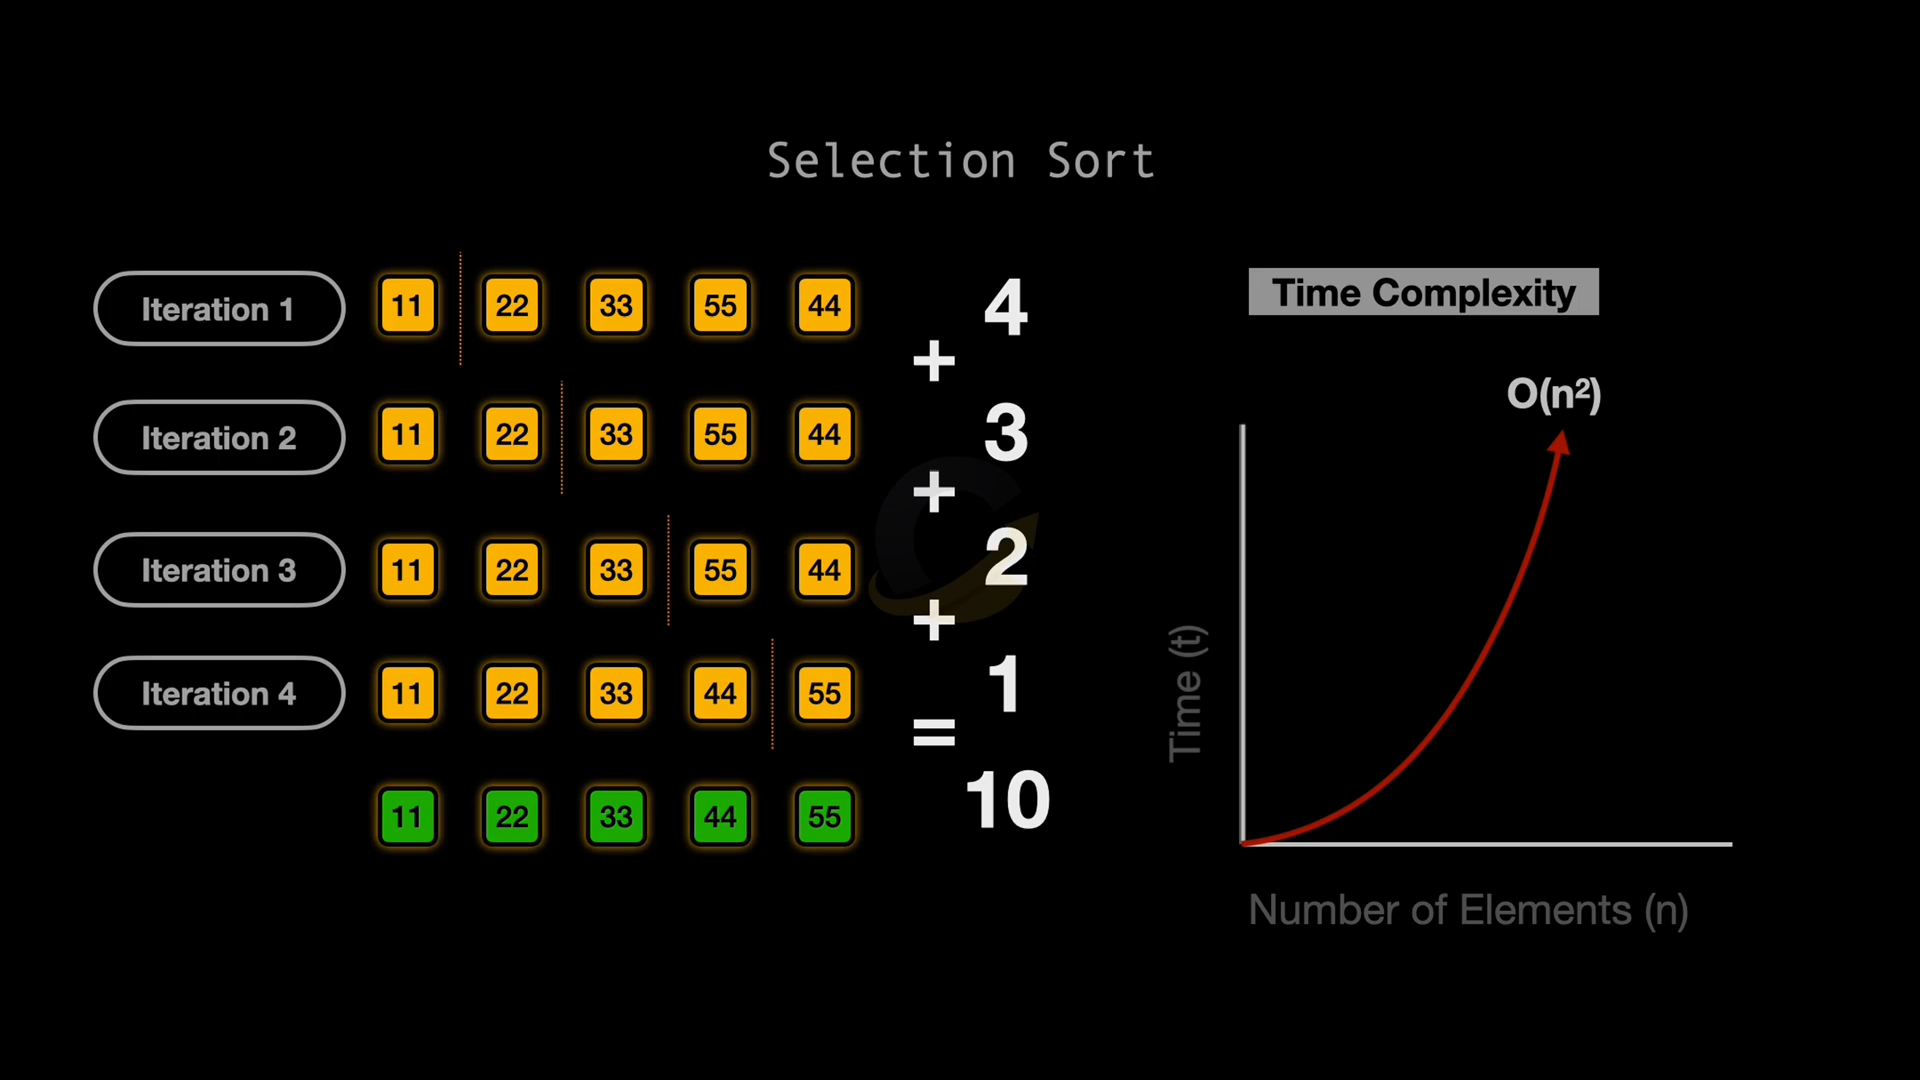 Selection Sort
Iteration 1 11 22 33 55 44 4
+
Iteration 2 11 22 33 55 44 3
+
Iteration 3 11 22 33 55 44 2
+
Iteration 4 11 22 33 44 55 1
=
11 22 33 44 55 10
Time Complexity
O(n²)
Time (t)
Number of Elements (n)